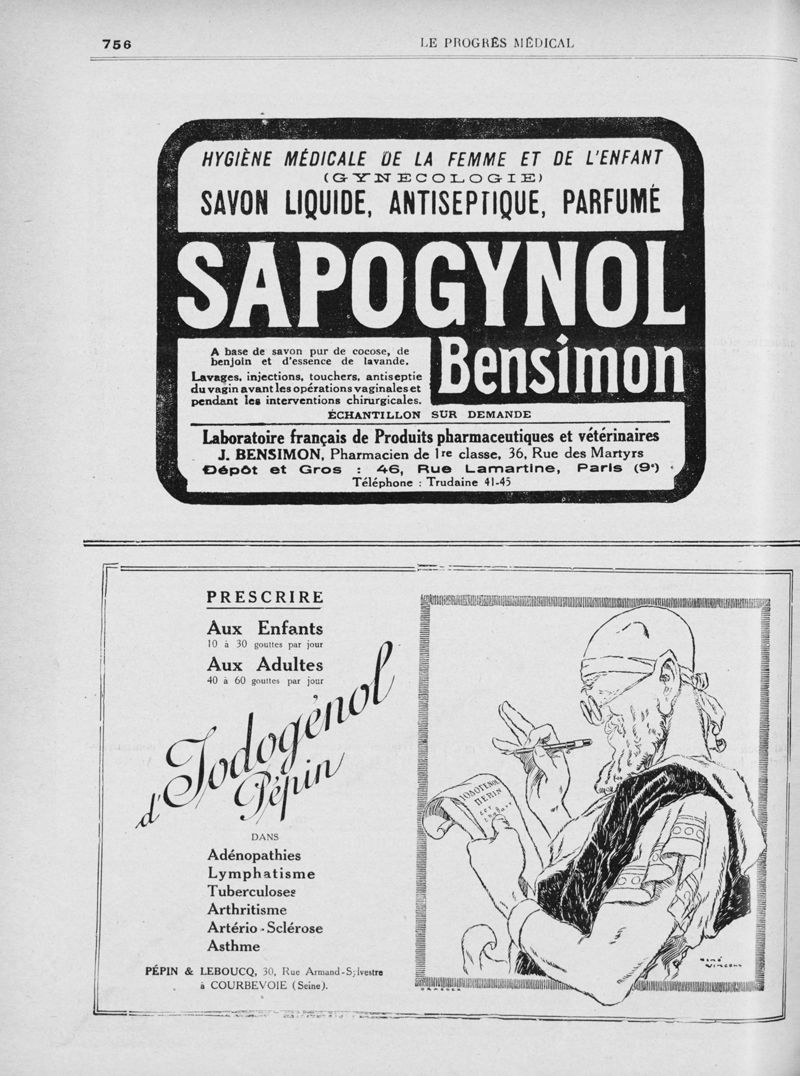 756
LE PROGRÈS MÉDICAL
HYGIÈNE MÉDICALE DE LA FEMME ET DE L'ENFANT
(GYNECOLOGIE)
SAVON LIQUIDE, ANTISEPTIQUE, PARFUMÉ
SAPOGYNOL
Bensimon
A base de savon pur de cocose, de
benjoin et d'essence de lavande.
Lavages, injections, touchers, antiseptie
du vagin avant les opérations vaginales et
pendant les interventions chirurgicales.
ÉCHANTILLON SUR DEMANDE
Laboratoire français de Produits pharmaceutiques et vétérinaires
J. BENSIMON, Pharmacien de 1re classe, 36, Rue des Martyrs
Dépôt et Gros : 46, Rue Lamartine, Paris (9e)
Téléphone : Trudaine 41-45
PRESCRIRE
Aux Enfants
10 à 30 gouttes par jour
Aux Adultes
40 à 60 gouttes par jour
d'Iodogénol
Pépin
DANS
Adénopathies
Lymphatisme
Tuberculoses
Arthritisme
Artério-Sclérose
Asthme
PÉPIN & LEBOUCQ, 30, Rue Armand-Sylvestre
à COURBEVOIE (Seine).
ΠΕΡΙΝ
RENÉ
VINCENT
DRAEGER